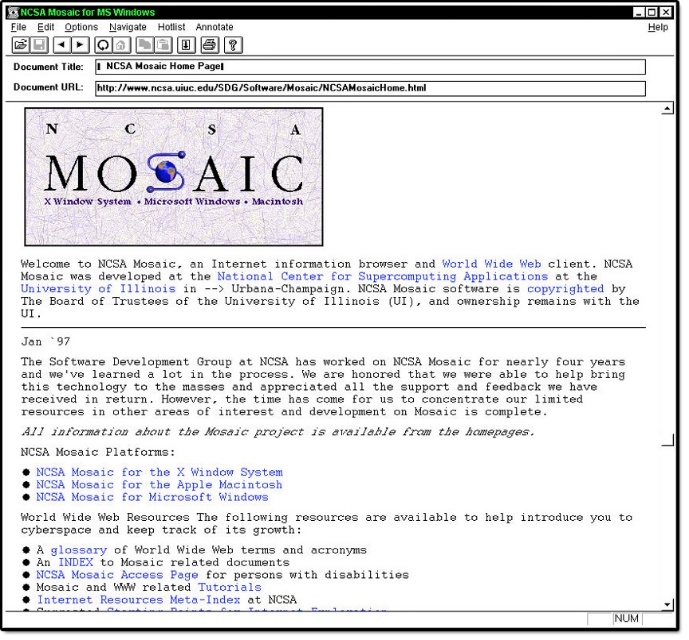 NCSA Mosaic for MS Windows
File Edit Options Navigate Hotlist Annotate Help
Document Title: NCSA Mosaic Home Page
Document URL: http://www.ncsa.uiuc.edu/SDG/Software/Mosaic/NCSAMosaicHome.html
N C S A
MOSAIC
X Window System • Microsoft Windows • Macintosh
Welcome to NCSA Mosaic, an Internet information browser and World Wide Web client. NCSA
Mosaic was developed at the National Center for Supercomputing Applications at the
University of Illinois in --> Urbana-Champaign. NCSA Mosaic software is copyrighted by
The Board of Trustees of the University of Illinois (UI), and ownership remains with the
UI.
Jan `97
The Software Development Group at NCSA has worked on NCSA Mosaic for nearly four years
and we've learned a lot in the process. We are honored that we were able to help bring
this technology to the masses and appreciated all the support and feedback we have
received in return. However, the time has come for us to concentrate our limited
resources in other areas of interest and development on Mosaic is complete.
All information about the Mosaic project is available from the homepages.
NCSA Mosaic Platforms:
● NCSA Mosaic for the X Window System
● NCSA Mosaic for the Apple Macintosh
● NCSA Mosaic for Microsoft Windows
World Wide Web Resources The following resources are available to help introduce you to
cyberspace and keep track of its growth:
● A glossary of World Wide Web terms and acronyms
● An INDEX to Mosaic related documents
● NCSA Mosaic Access Page for persons with disabilities
● Mosaic and WWW related Tutorials
● Internet Resources Meta-Index at NCSA
● Suggested Starting Points for Internet Exploration
NUM